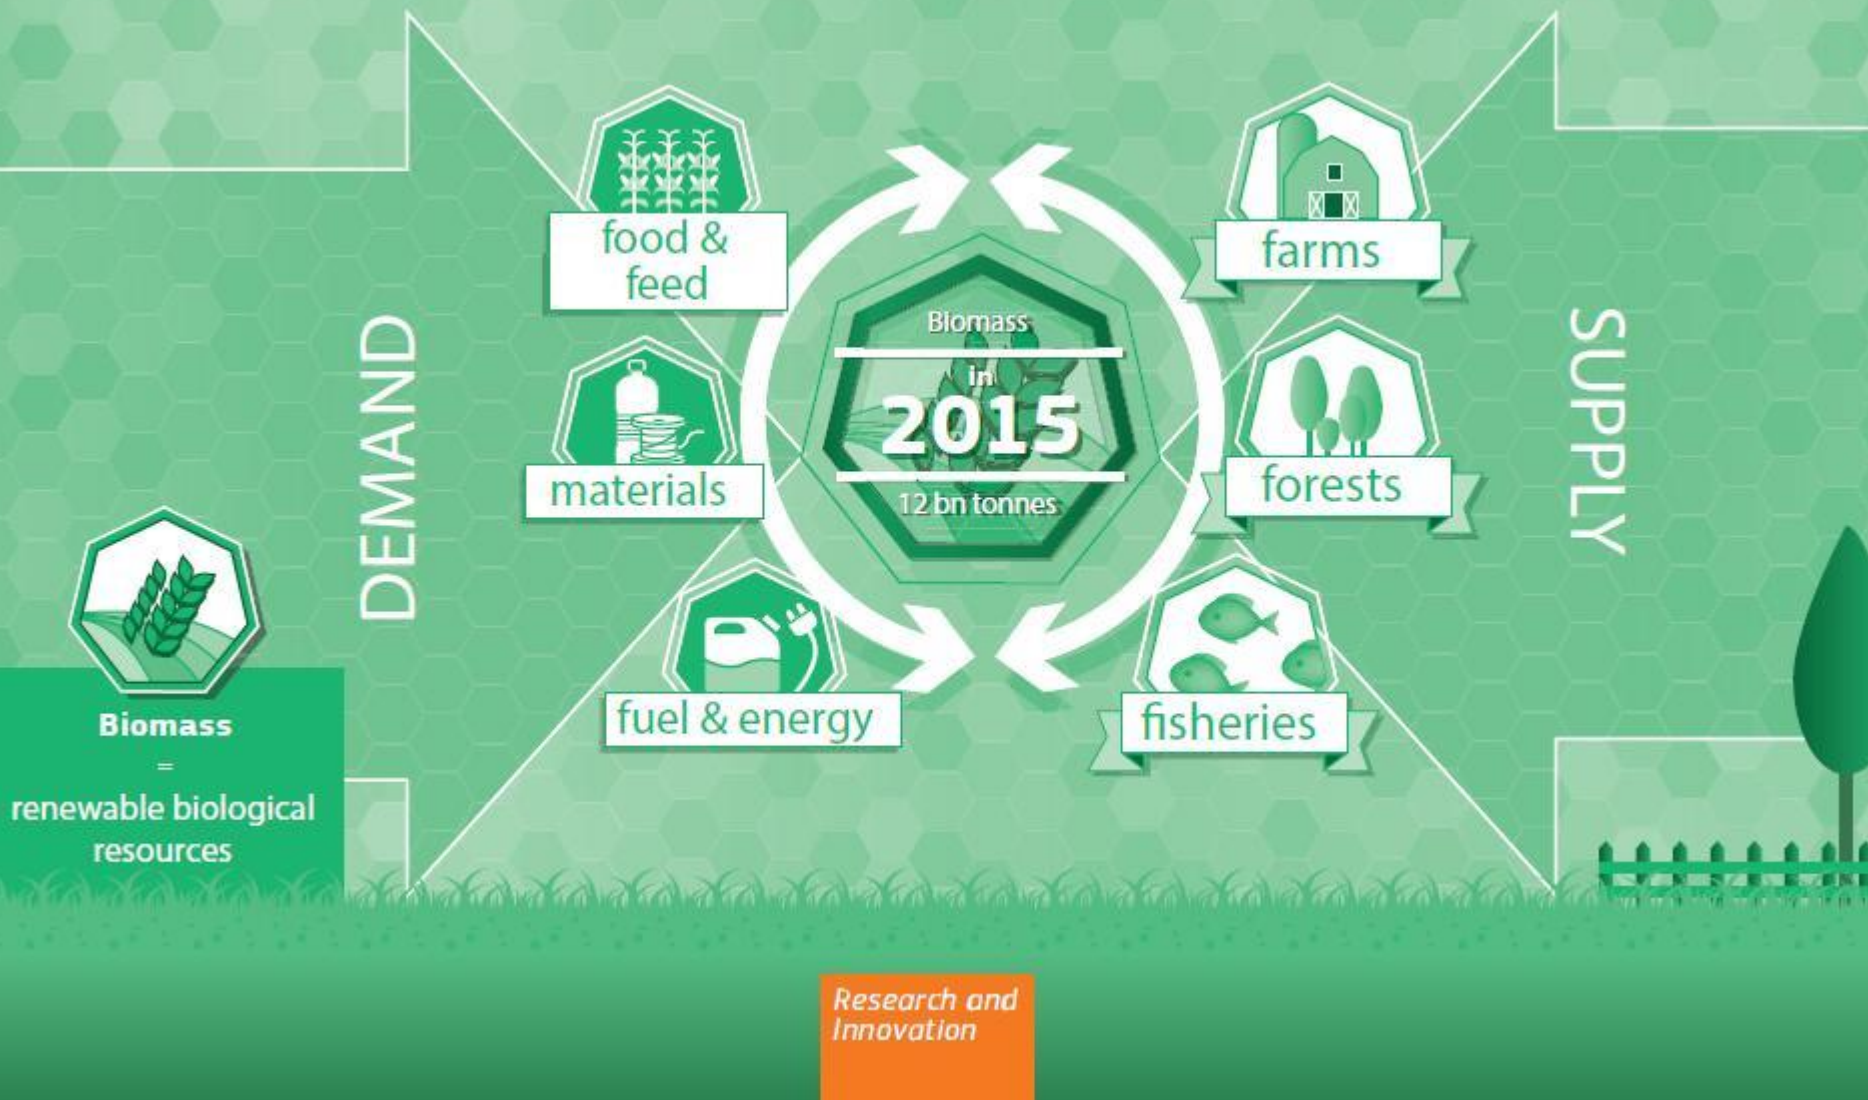 DEMAND
food &
feed
materials
fuel & energy
Biomass
in
2015
12 bn tonnes
farms
forests
fisheries
SUPPLY
Biomass
=
renewable biological
resources
Research and
Innovation